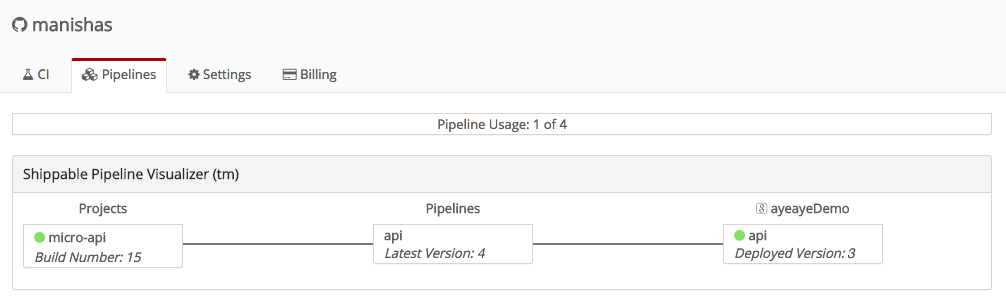 manishas
CI Pipelines Settings Billing
Pipeline Usage: 1 of 4
Shippable Pipeline Visualizer (tm)
Projects Pipelines ayeayeDemo
micro-api api api
Build Number: 15 Latest Version: 4 Deployed Version: 3